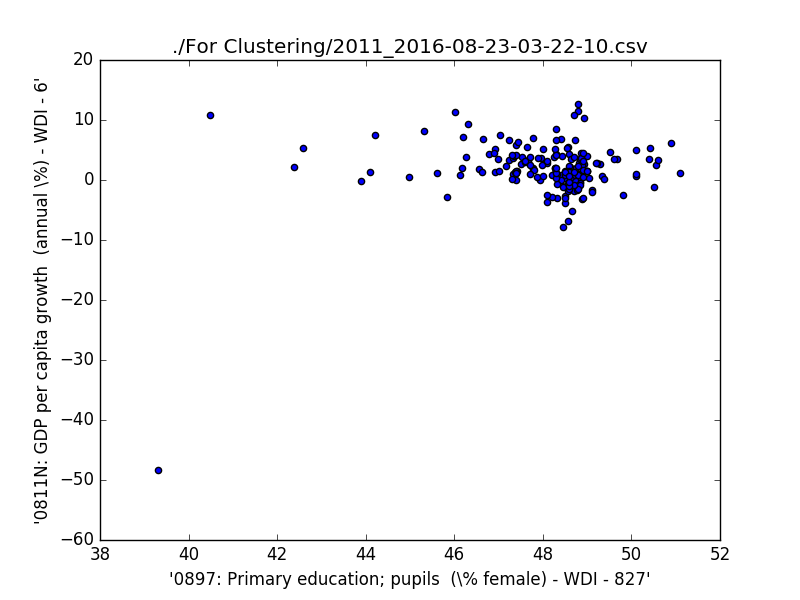 ./For Clustering/2011_2016-08-23-03-22-10.csv
20
10
0
−10
−20
−30
−40
−50
−60
'0811N: GDP per capita growth  (annual \%) - WDI - 6'
38 40 42 44 46 48 50 52
'0897: Primary education; pupils  (\% female) - WDI - 827'